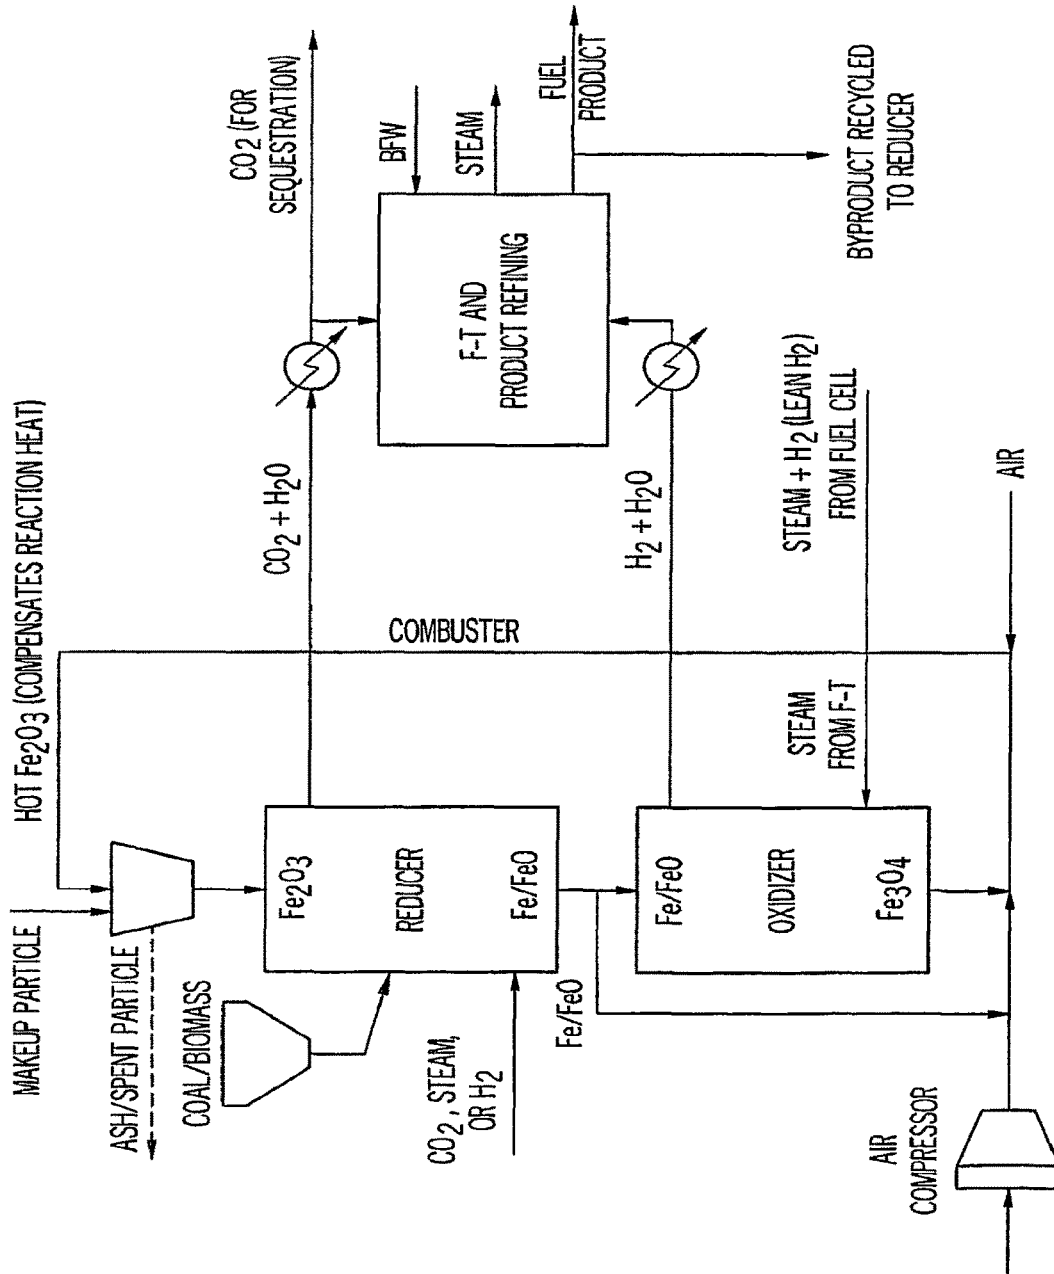 MAKEUP PARTICLE
HOT Fe2O3 (COMPENSATES REACTION HEAT)
ASH/SPENT PARTICLE
COAL/BIOMASS
Fe2O3
REDUCER
Fe/FeO
CO2 + H2O
CO2 (FOR
SEQUESTRATION)
COMBUSTER
BFW
STEAM
F-T AND
PRODUCT REFINING
FUEL
PRODUCT
CO2, STEAM,
OR H2
Fe/FeO
Fe/FeO
OXIDIZER
Fe3O4
H2 + H2O
STEAM
FROM F-T
STEAM + H2 (LEAN H2)
FROM FUEL CELL
BYPRODUCT RECYCLED
TO REDUCER
AIR
COMPRESSOR
AIR